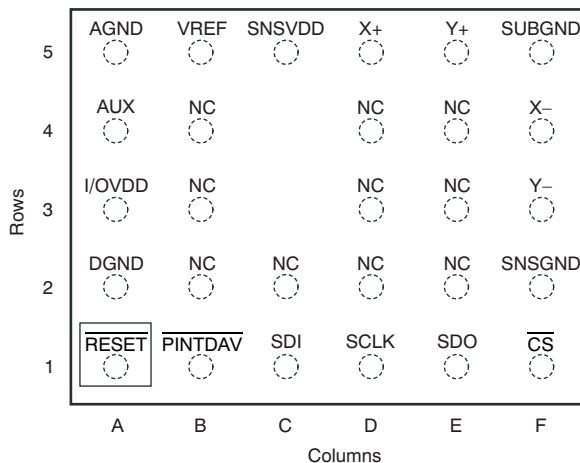 AGND VREF SNSVDD X+ Y+ SUBGND
5
AUX NC NC NC X–
4
I/OVDD NC NC NC Y–
3
DGND NC NC NC NC SNSGND
2
RESET PINTDAV SDI SCLK SDO CS
1
Rows
A B C D E F
Columns